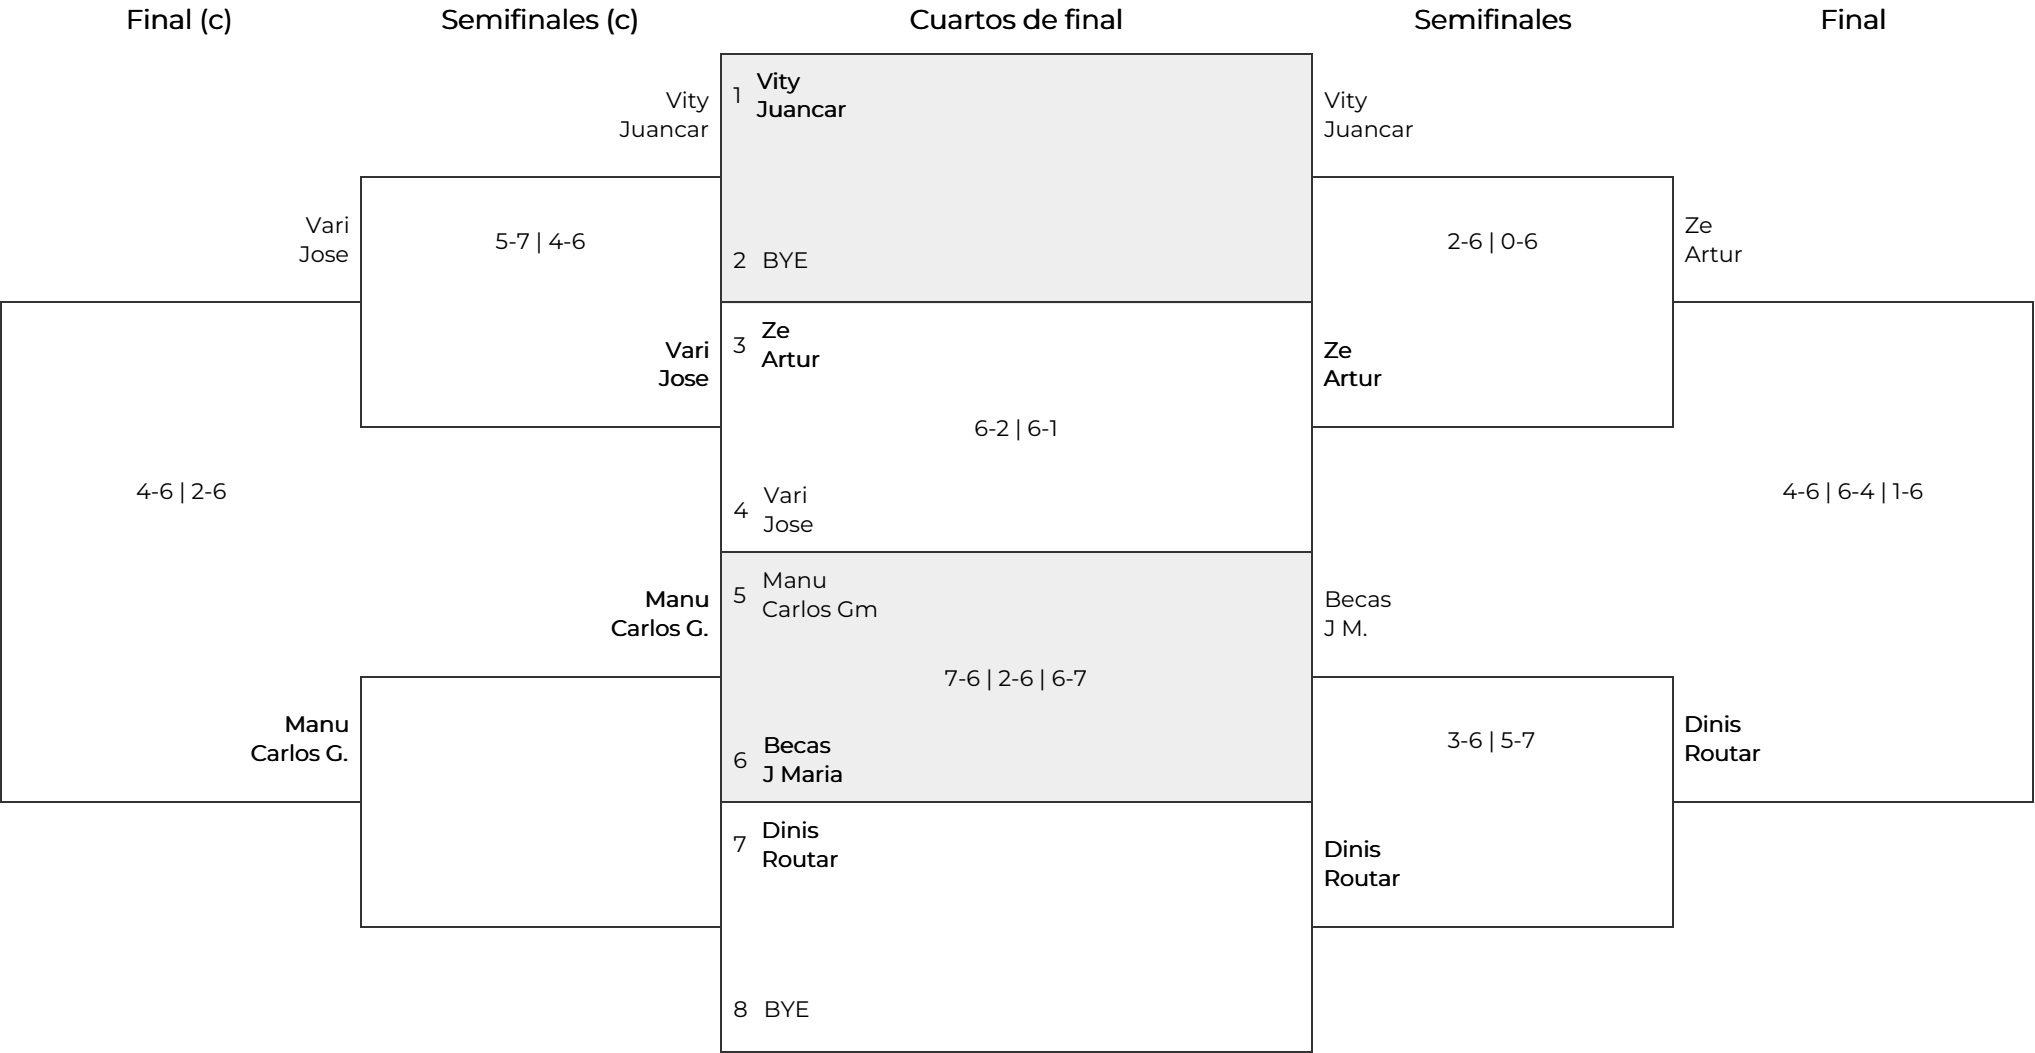 Final (c)
Semifinales (c)
Cuartos de final
Semifinales
Final
Vari
Jose
4-6 | 2-6
Manu
Carlos G.
Vity
Juancar
5-7 | 4-6
Vari
Jose
Manu
Carlos G.
1 Vity
Juancar
2 BYE
3 Ze
Artur
6-2 | 6-1
4 Vari
Jose
5 Manu
Carlos Gm
7-6 | 2-6 | 6-7
6 Becas
J Maria
7 Dinis
Routar
8 BYE
Vity
Juancar
2-6 | 0-6
Ze
Artur
Becas
J M.
3-6 | 5-7
Dinis
Routar
Ze
Artur
4-6 | 6-4 | 1-6
Dinis
Routar